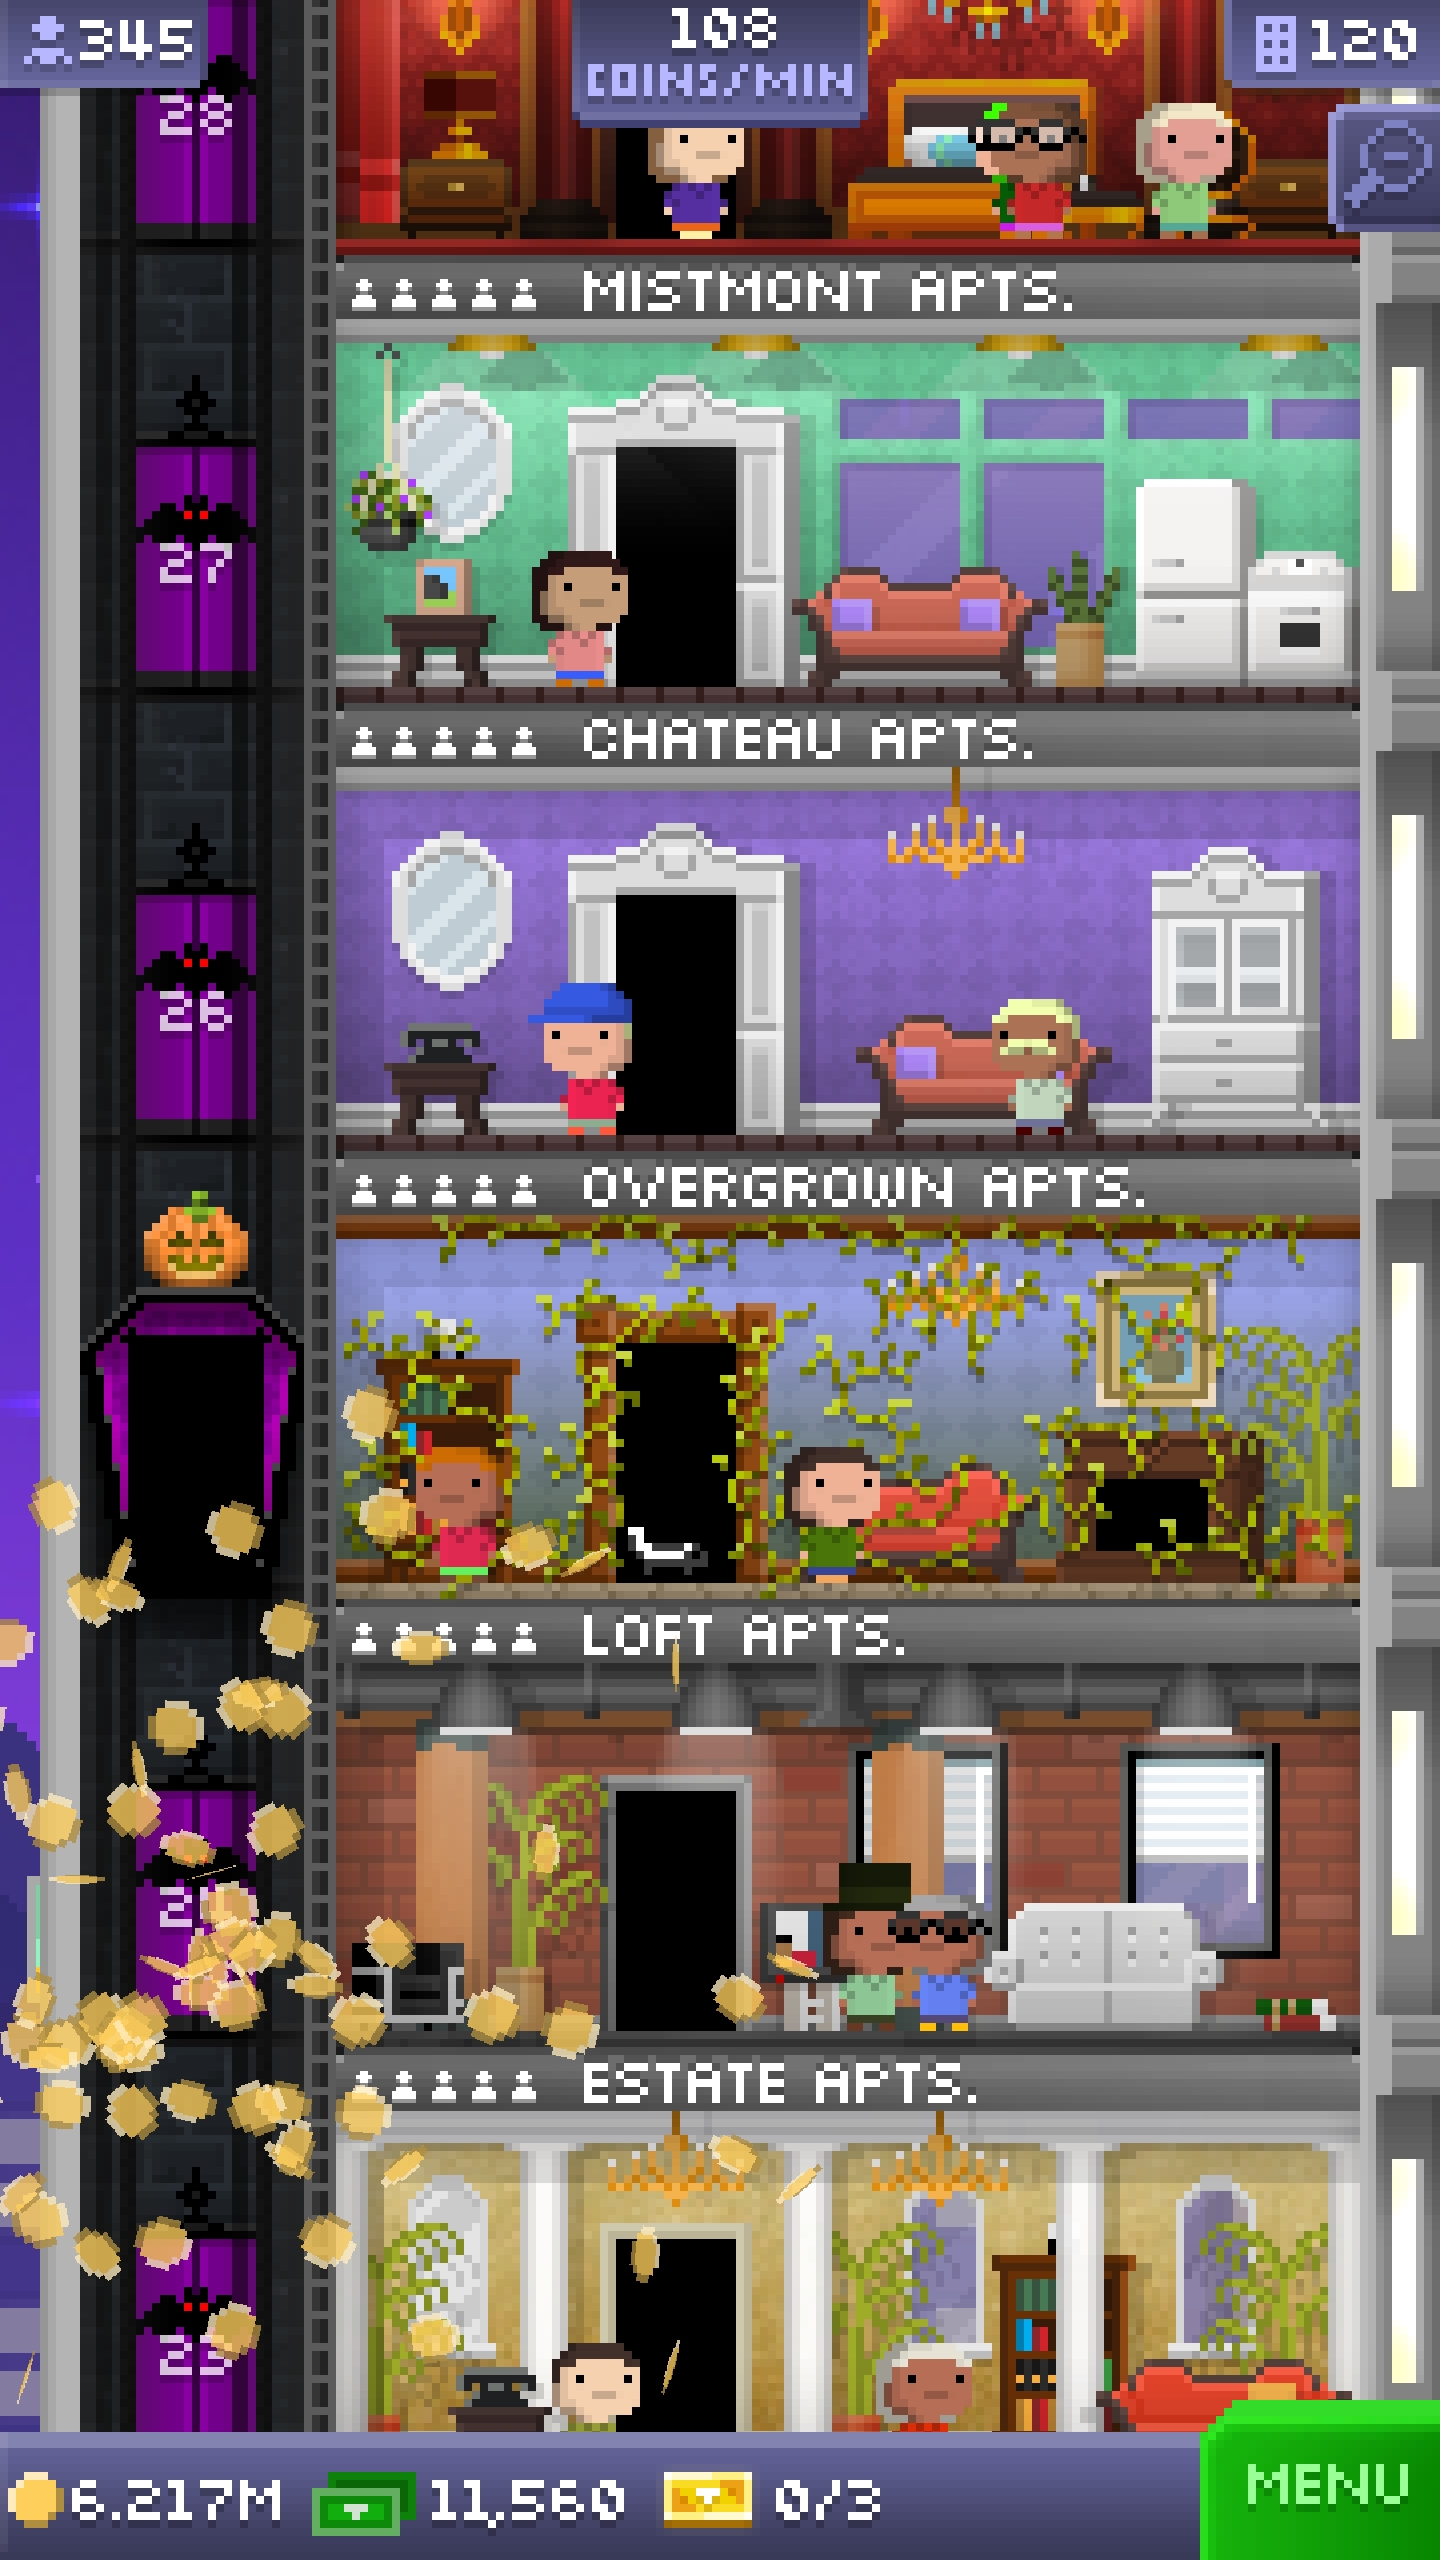 345
108
COINS/MIN
120
28
MISTMONT APTS.
27
CHATEAU APTS.
26
OVERGROWN APTS.
LOFT APTS.
ESTATE APTS.
23
6.217M
11,560
0/3
MENU